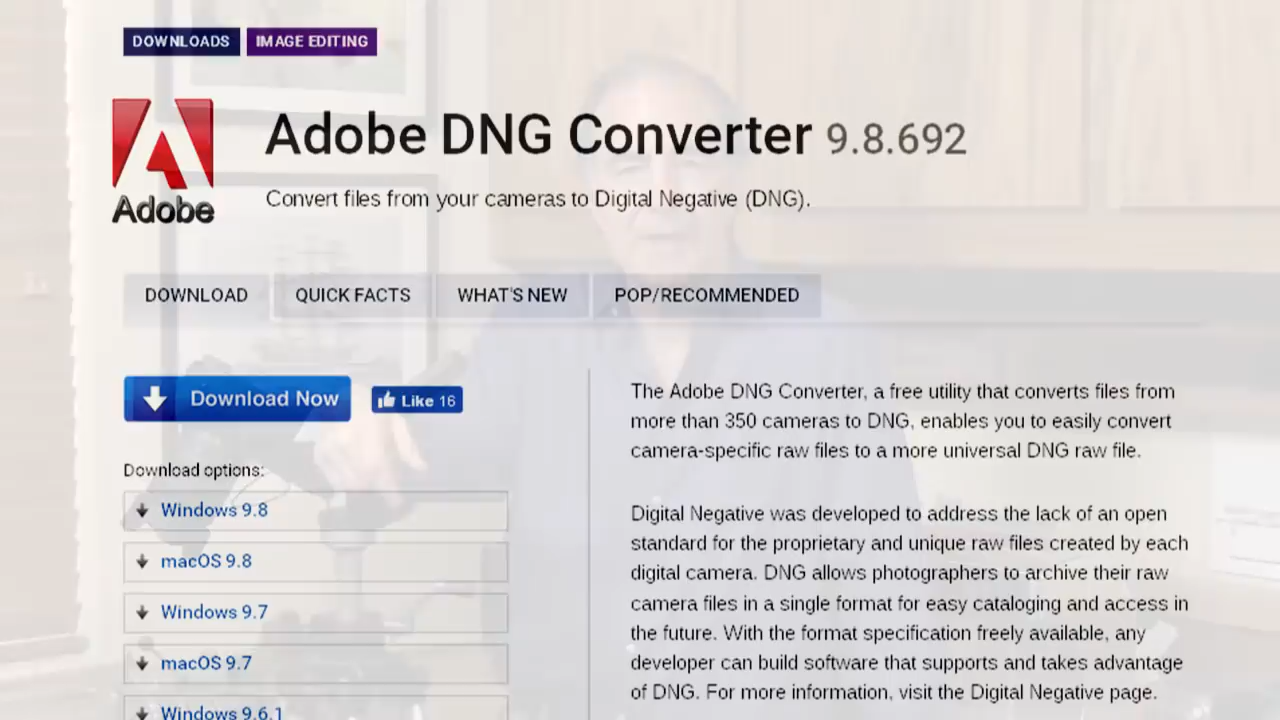 DOWNLOADS IMAGE EDITING
Adobe DNG Converter 9.8.692
Adobe
Convert files from your cameras to Digital Negative (DNG).
DOWNLOAD QUICK FACTS WHAT'S NEW POP/RECOMMENDED
Download Now Like 16
Download options:
Windows 9.8
macOS 9.8
Windows 9.7
macOS 9.7
Windows 9.6.1
The Adobe DNG Converter, a free utility that converts files from
more than 350 cameras to DNG, enables you to easily convert
camera-specific raw files to a more universal DNG raw file.
Digital Negative was developed to address the lack of an open
standard for the proprietary and unique raw files created by each
digital camera. DNG allows photographers to archive their raw
camera files in a single format for easy cataloging and access in
the future. With the format specification freely available, any
developer can build software that supports and takes advantage
of DNG. For more information, visit the Digital Negative page.